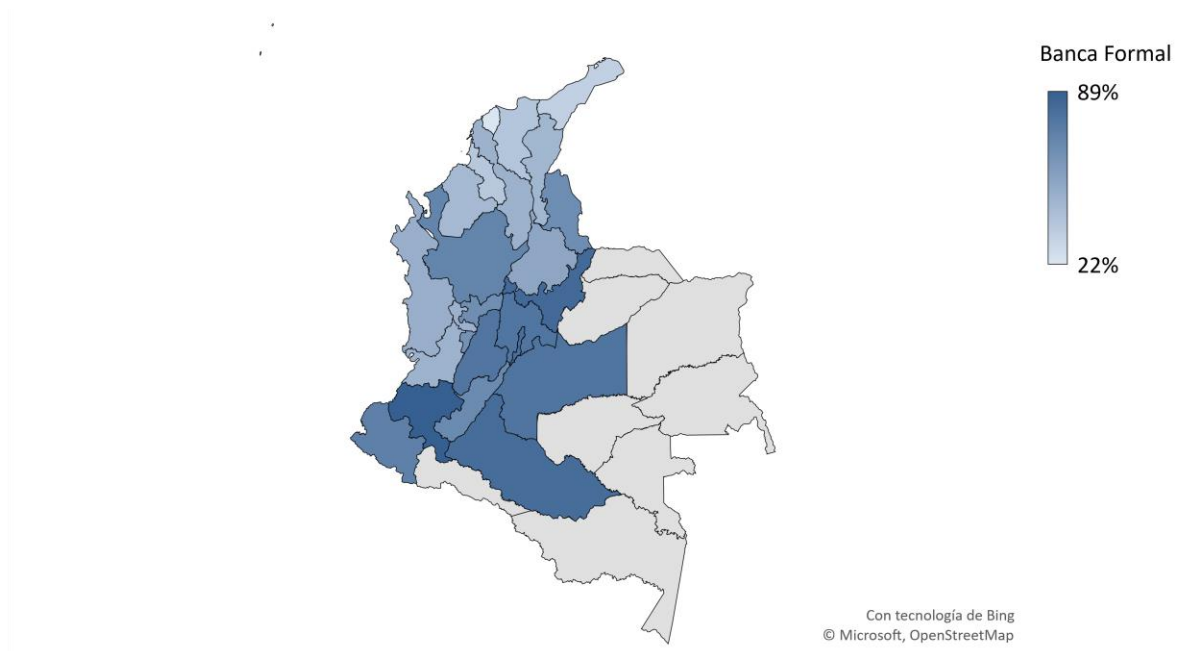 Banca Formal
89%
22%
Con tecnología de Bing
© Microsoft, OpenStreetMap